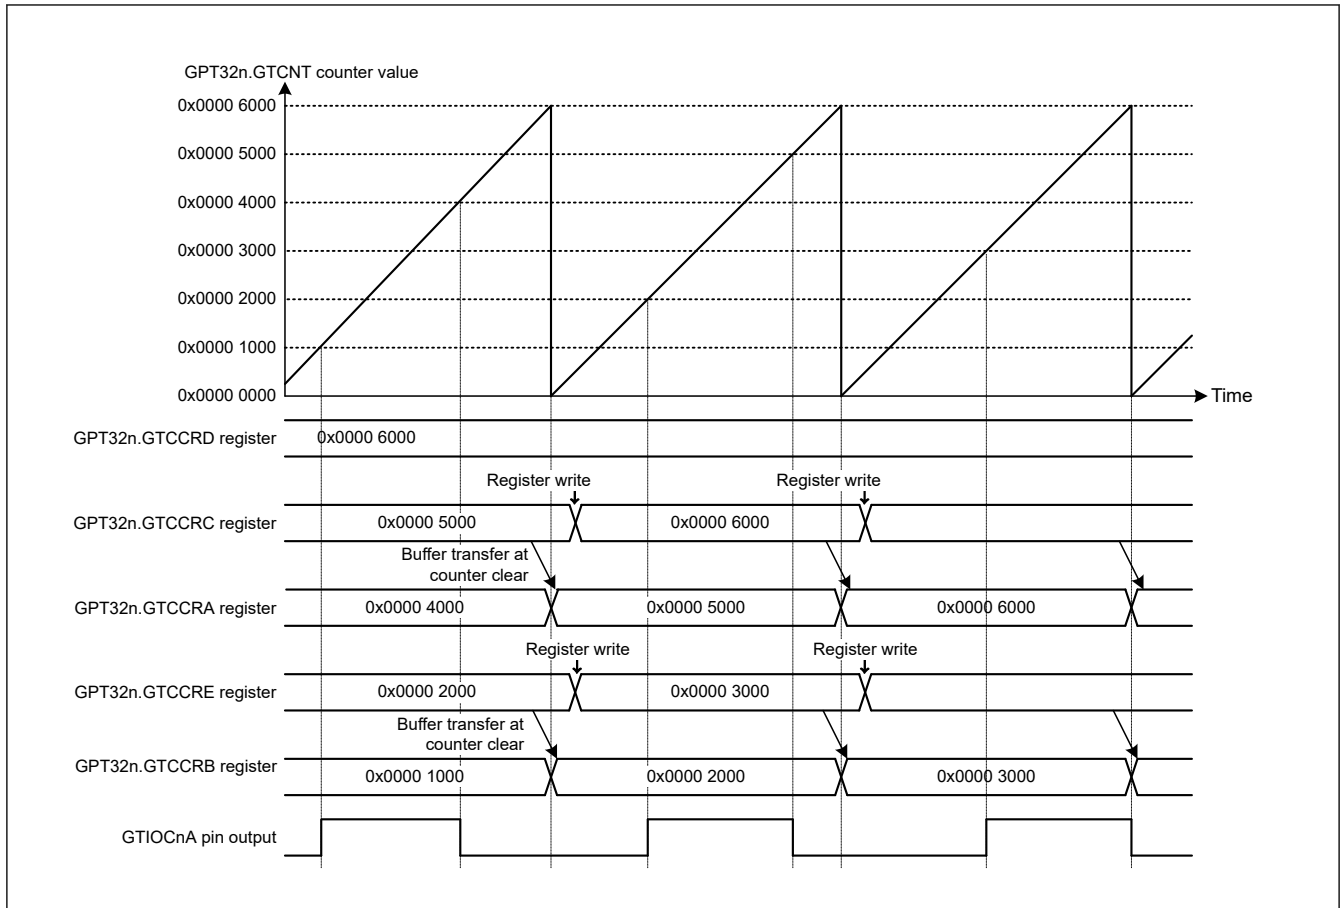 GPT32n.GTCNT counter value
0x0000 6000
0x0000 5000
0x0000 4000
0x0000 3000
0x0000 2000
0x0000 1000
0x0000 0000
Time
GPT32n.GTCCRD register
0x0000 6000
Register write
Register write
GPT32n.GTCCRC register
0x0000 5000
0x0000 6000
Buffer transfer at
counter clear
GPT32n.GTCCRA register
0x0000 4000
0x0000 5000
0x0000 6000
Register write
Register write
GPT32n.GTCCRE register
0x0000 2000
0x0000 3000
Buffer transfer at
counter clear
GPT32n.GTCCRB register
0x0000 1000
0x0000 2000
0x0000 3000
GTIOCnA pin output